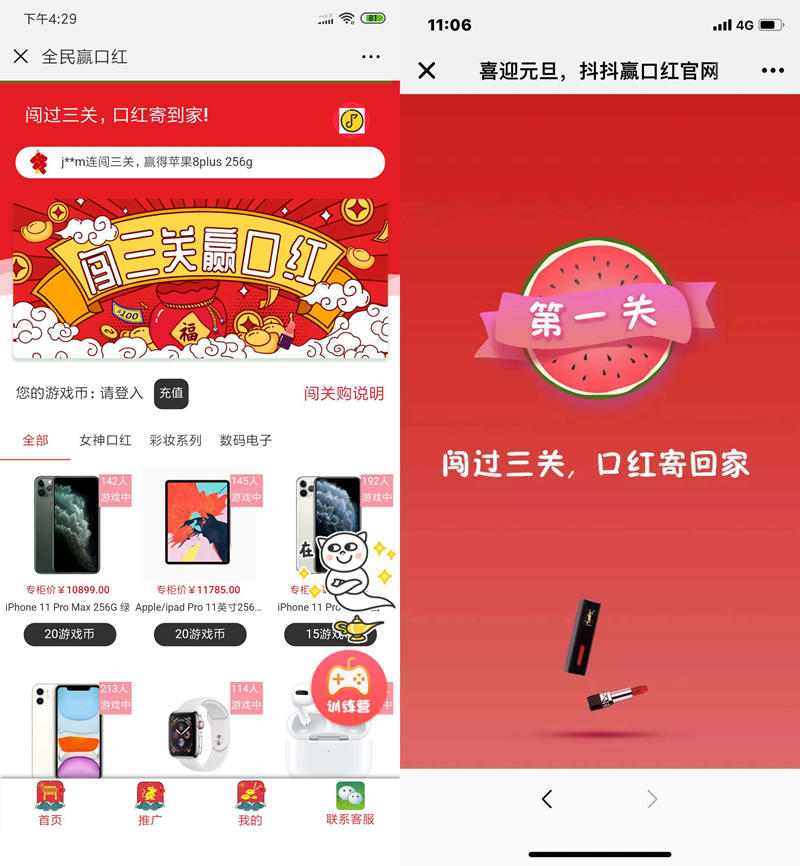 下午4:29
81
全民赢口红
闯过三关，口红寄到家!
j**m连闯三关，赢得苹果8plus 256g
闯三关赢口红
$100
福
您的游戏币：请登入
充值
闯关购说明
全部
女神口红
彩妆系列
数码电子
142人
游戏中
145人
游戏中
192人
游戏中
在
专柜价￥10899.00
专柜价￥11785.00
iPhone 11 Pro Max 256G 绿
Apple/ipad Pro 11英寸256…
iPhone 11 Pro
20游戏币
20游戏币
15游戏
213人
游戏中
114人
游戏中
训练营
首页
推广
我的
联系客服
11:06
4G
喜迎元旦，抖抖赢口红官网
第一关
闯过三关，口红寄回家